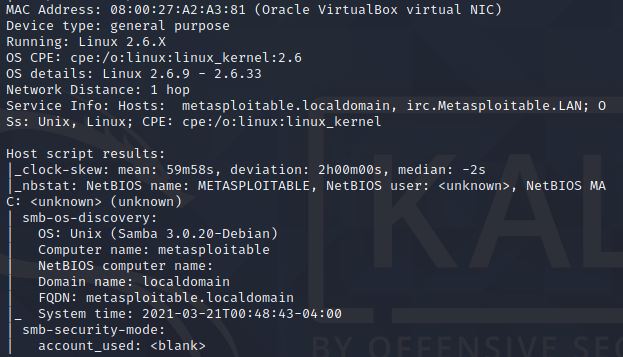 MAC Address: 08:00:27:A2:A3:81 (Oracle VirtualBox virtual NIC)
Device type: general purpose
Running: Linux 2.6.X
OS CPE: cpe:/o:linux:linux_kernel:2.6
OS details: Linux 2.6.9 - 2.6.33
Network Distance: 1 hop
Service Info: Hosts:  metasploitable.localdomain, irc.Metasploitable.LAN; O
Ss: Unix, Linux; CPE: cpe:/o:linux:linux_kernel

Host script results:
|_clock-skew: mean: 59m58s, deviation: 2h00m00s, median: -2s
|_nbstat: NetBIOS name: METASPLOITABLE, NetBIOS user: <unknown>, NetBIOS MA
C: <unknown> (unknown)
| smb-os-discovery:
|   OS: Unix (Samba 3.0.20-Debian)
|   Computer name: metasploitable
|   NetBIOS computer name:
|   Domain name: localdomain
|   FQDN: metasploitable.localdomain
|_  System time: 2021-03-21T00:48:43-04:00
| smb-security-mode:
|   account_used: <blank>
KAL
BY OFFENSIVE SEC